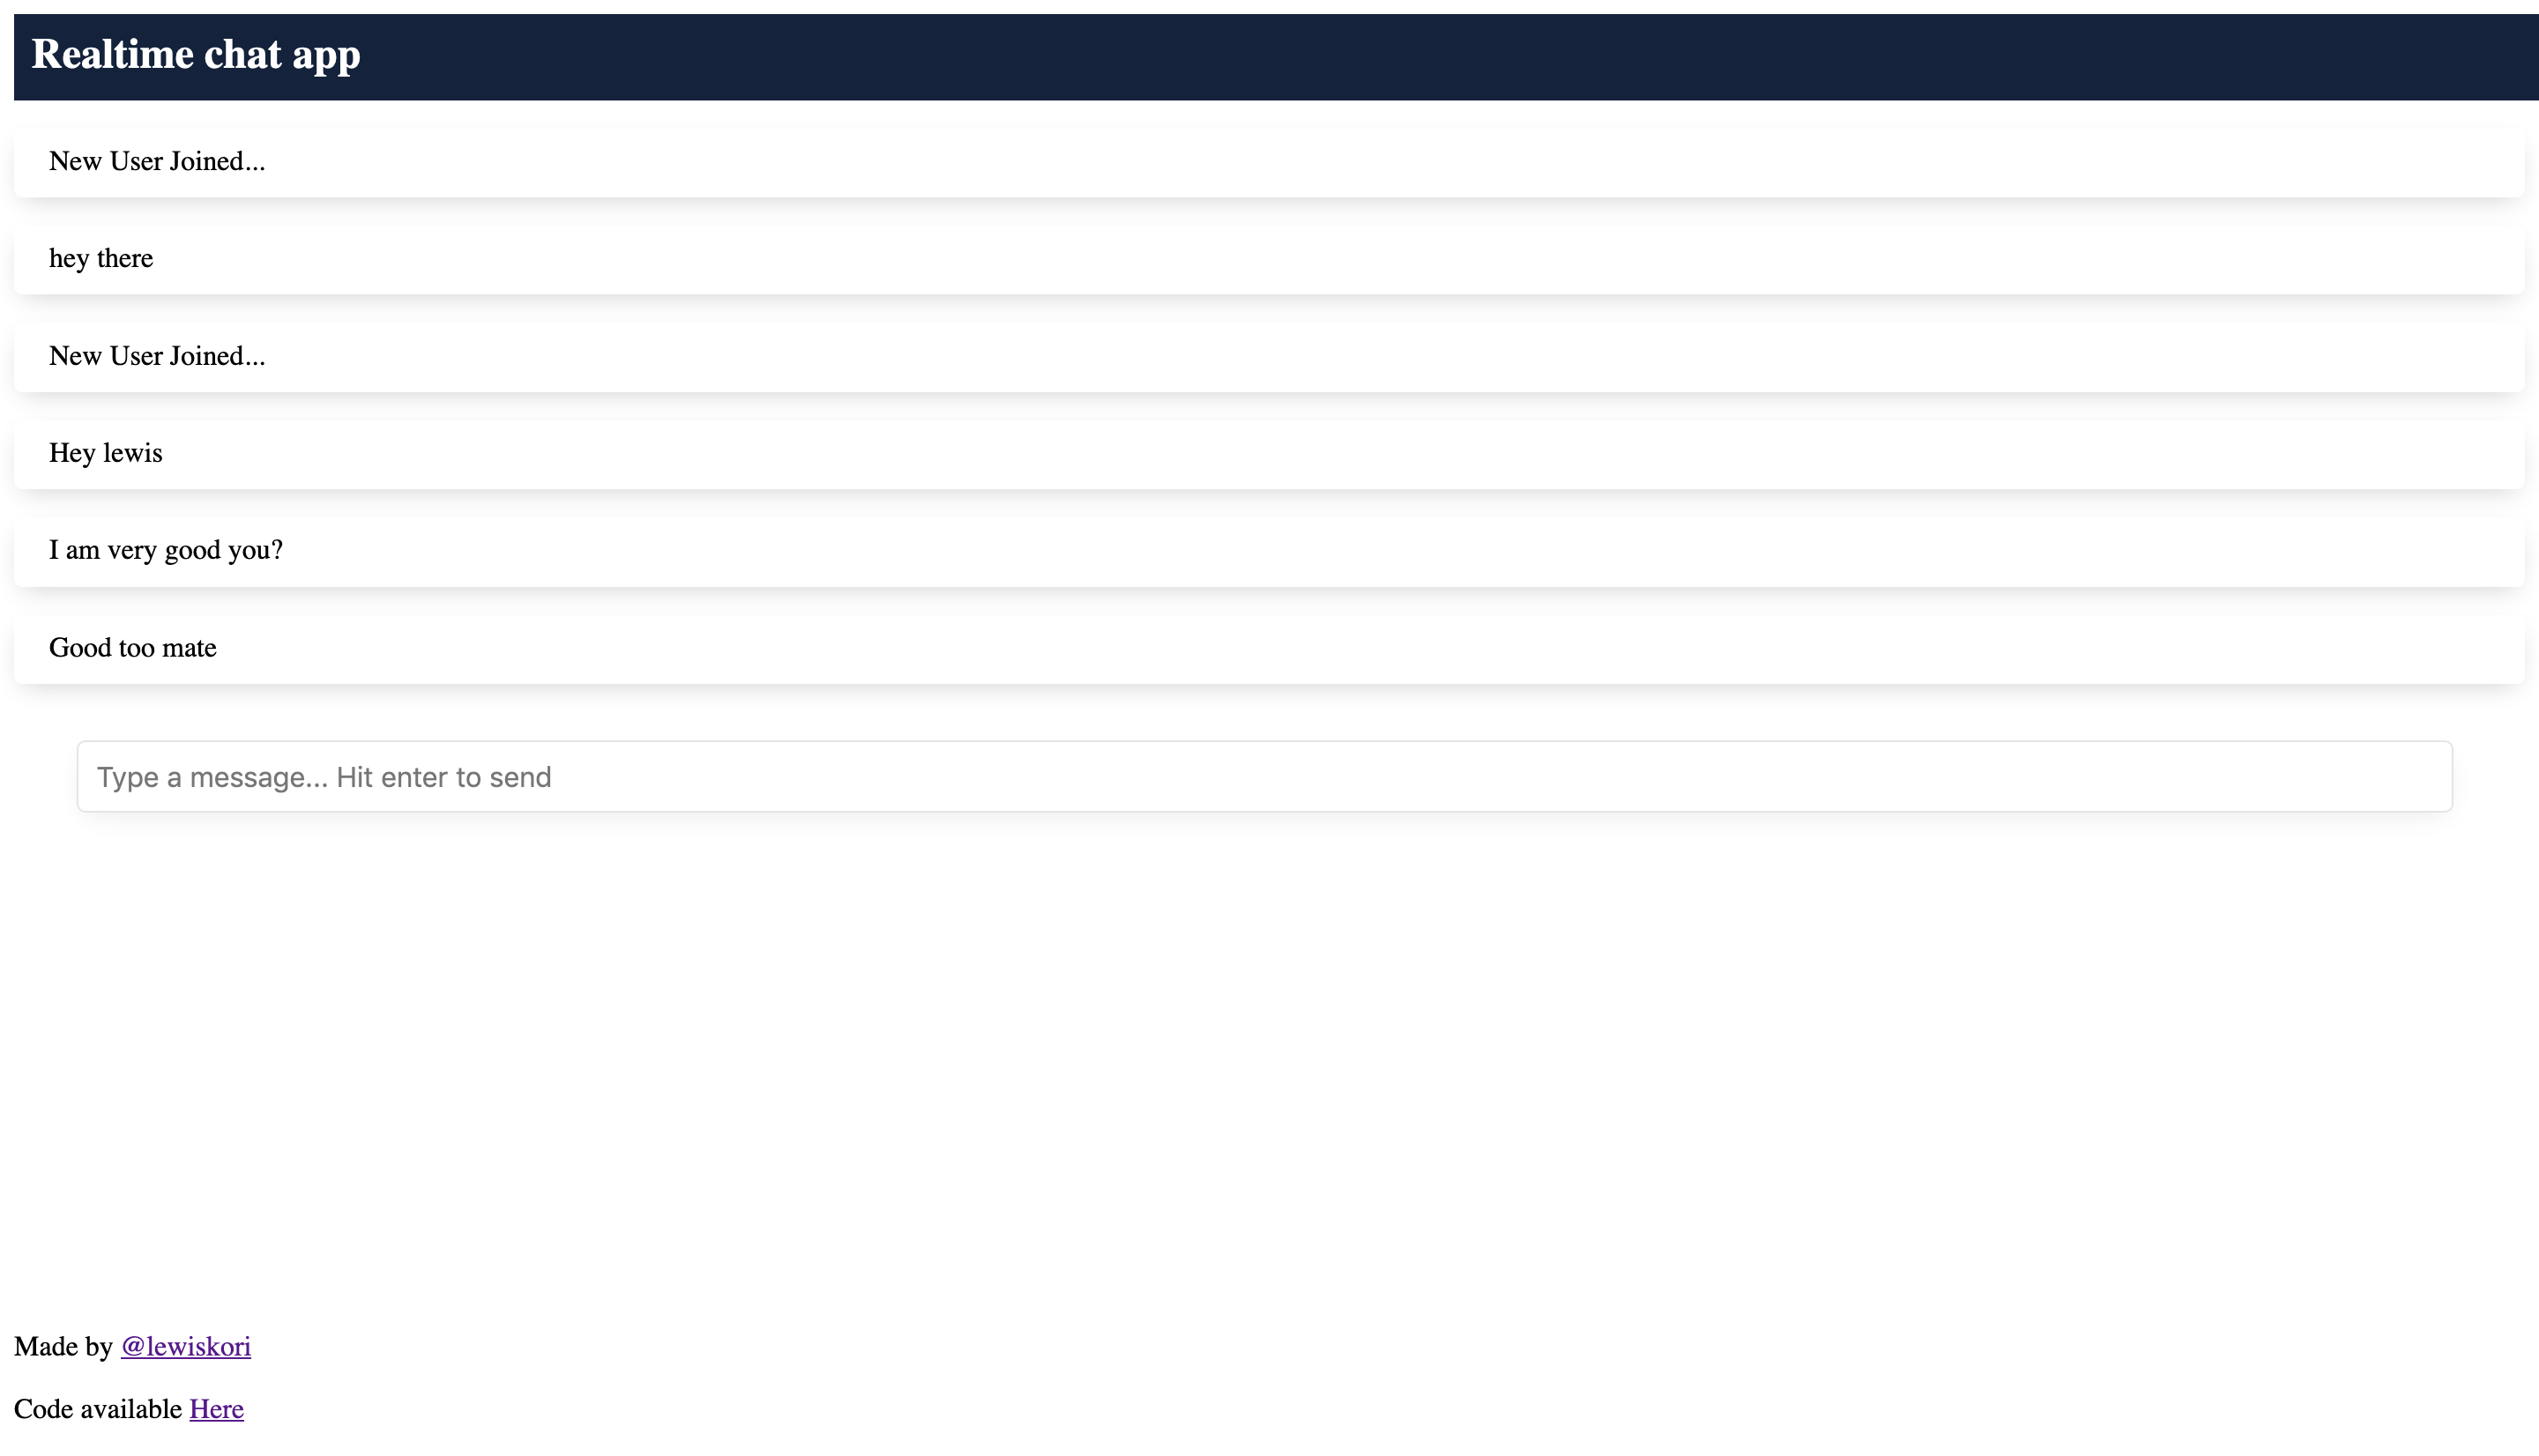 Realtime chat app
New User Joined...
hey there
New User Joined...
Hey lewis
I am very good you?
Good too mate
Type a message... Hit enter to send
Made by @lewiskori
Code available Here